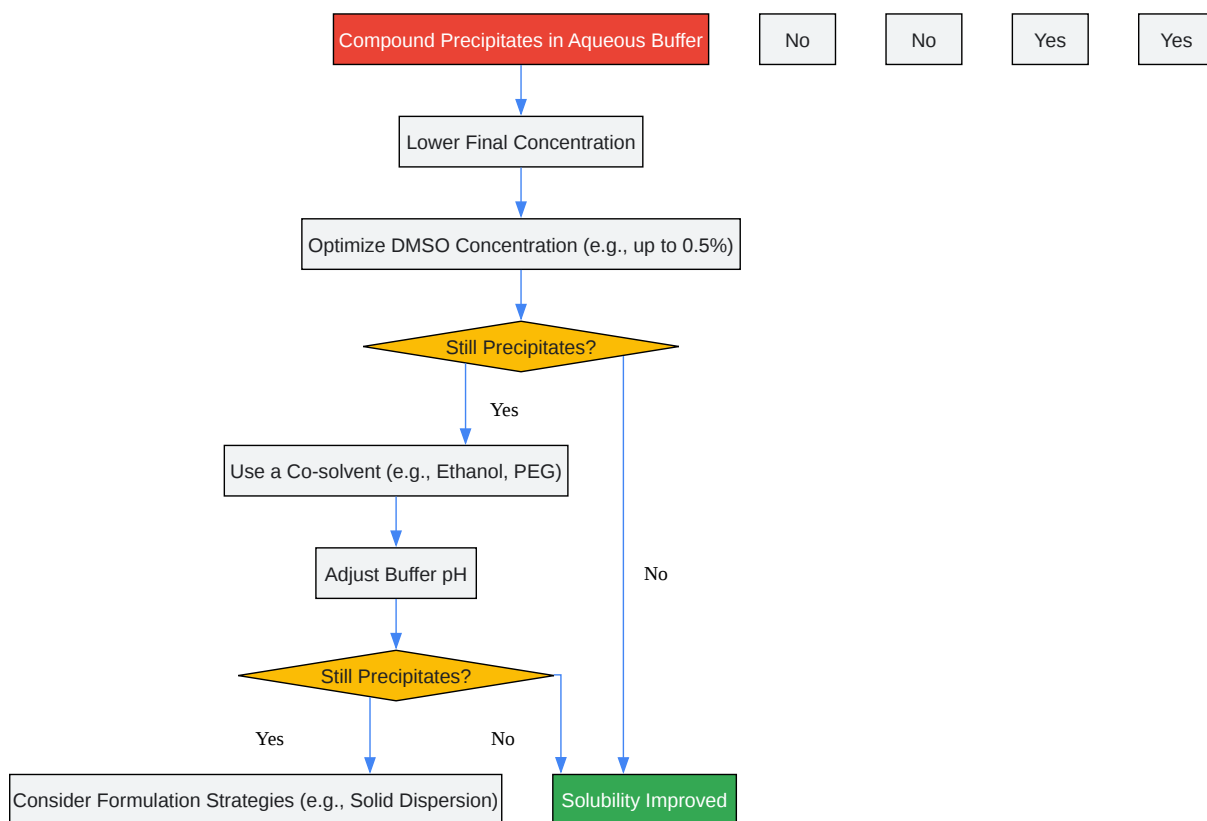 Compound Precipitates in Aqueous Buffer
No
No
Yes
Yes
Lower Final Concentration
Optimize DMSO Concentration (e.g., up to 0.5%)
Still Precipitates?
Yes
Use a Co-solvent (e.g., Ethanol, PEG)
Adjust Buffer pH
No
Still Precipitates?
Yes
No
Consider Formulation Strategies (e.g., Solid Dispersion)
Solubility Improved